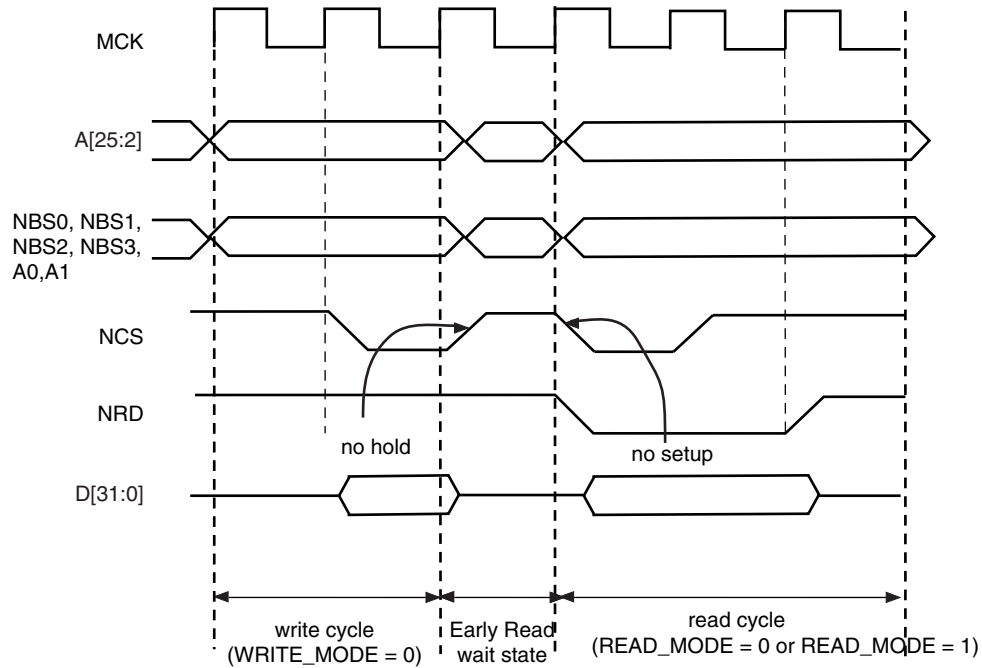 MCK
A[25:2]
NBS0, NBS1,
NBS2, NBS3,
A0,A1
NCS
NRD
no hold
no setup
D[31:0]
write cycle
(WRITE_MODE = 0)
Early Read
wait state
read cycle
(READ_MODE = 0 or READ_MODE = 1)